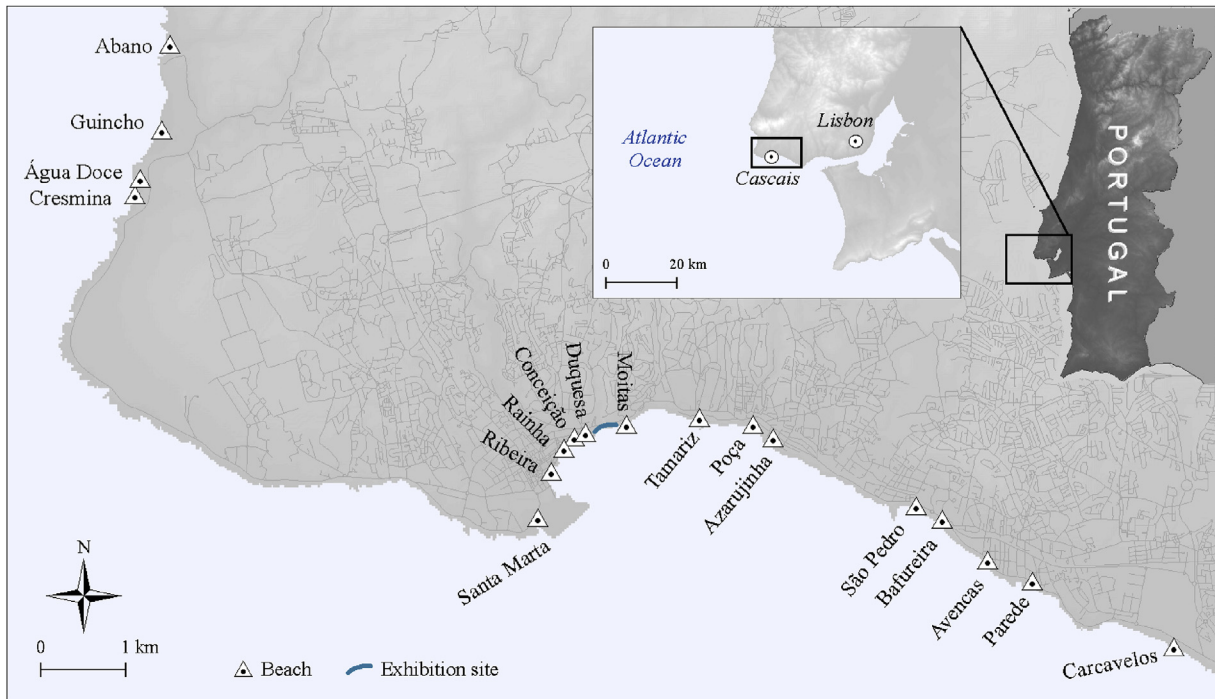 Abano
Guincho
Água Doce
Cresmina
Atlantic
Ocean
Lisbon
Cascais
0 20 km
PORTUGAL
Ribeira
Rainha
Conceição
Duquesa
Moitas
Santa Marta
Tamariz
Poça
Azarujinha
São Pedro
Bafureira
Avencas
Parede
Carcavelos
N
0 1 km
Beach
Exhibition site